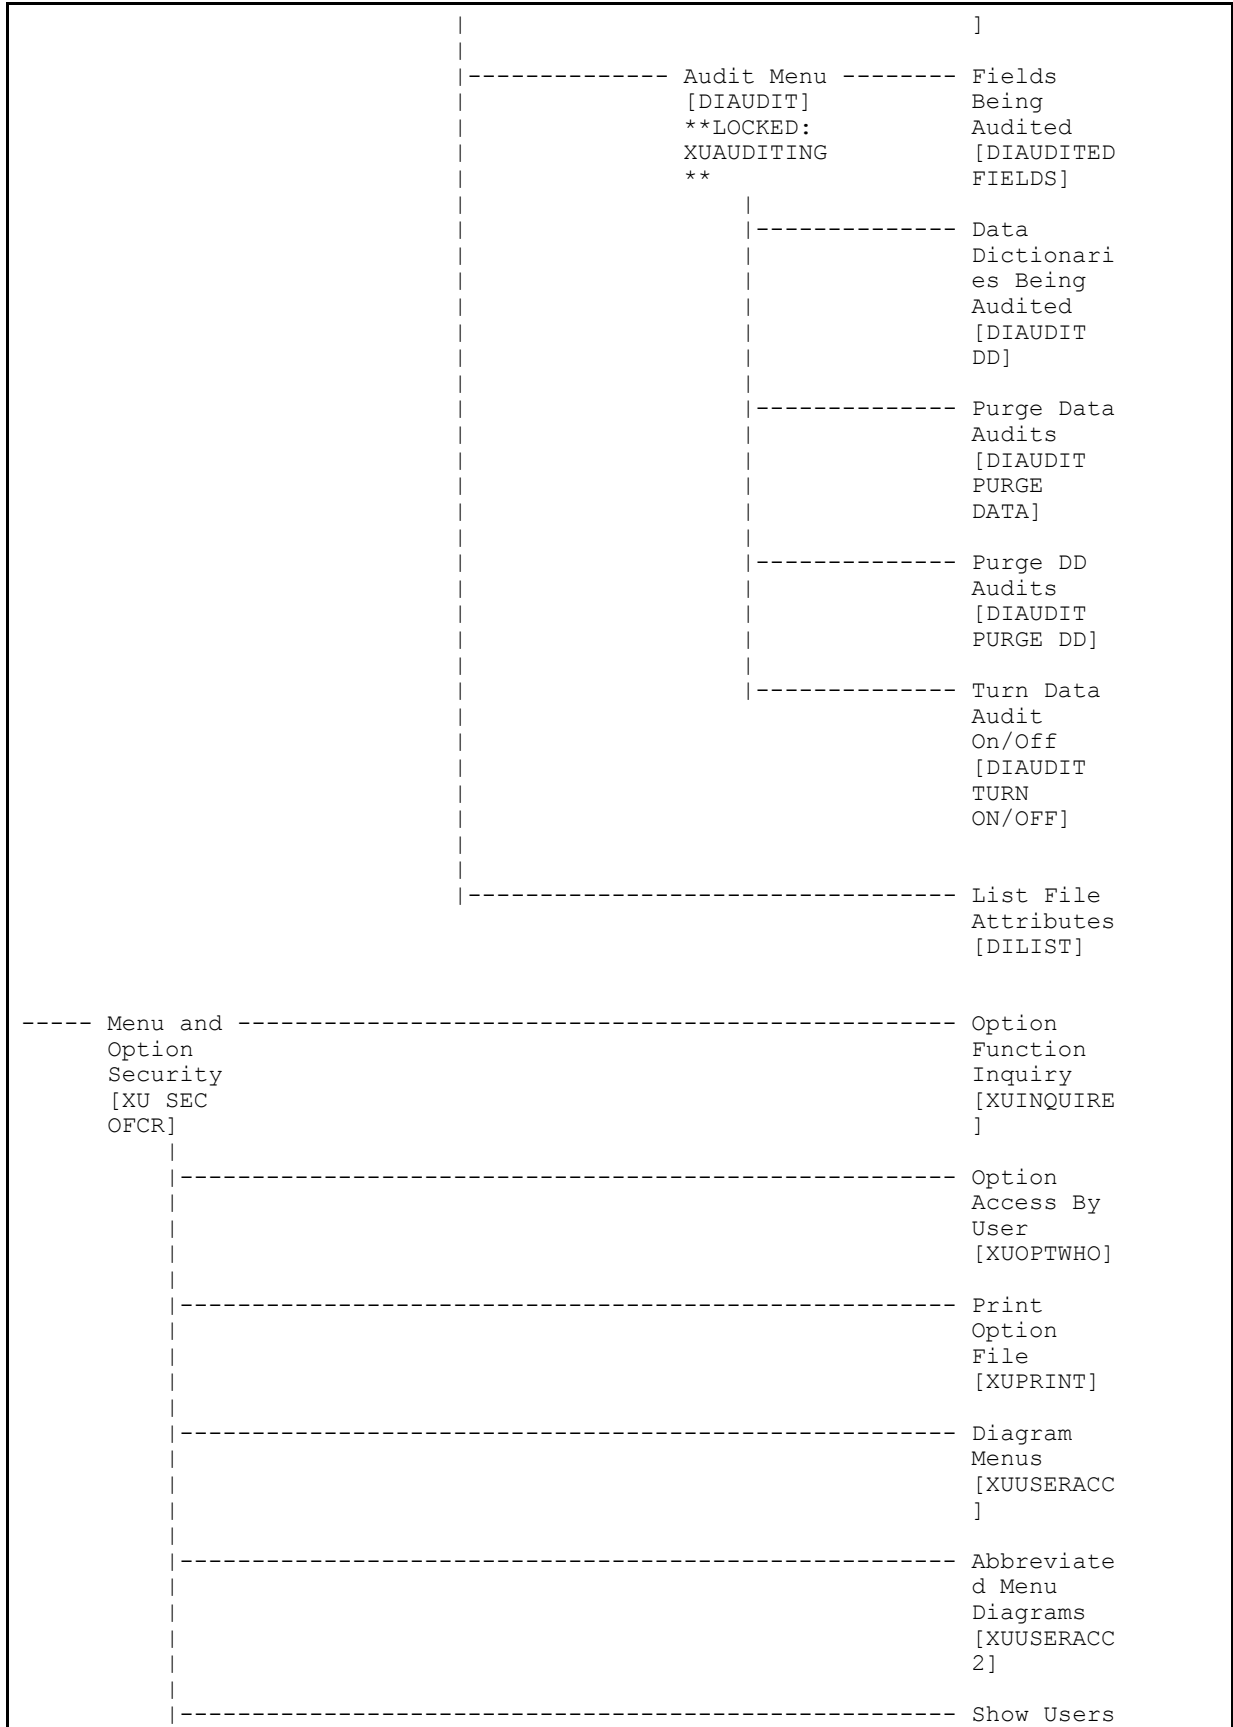 ]
-------------- Audit Menu -------- Fields
[DIAUDIT] Being
**LOCKED: Audited
XUAUDITING [DIAUDITED
** FIELDS]
-------------- Data
Dictionari
es Being
Audited
[DIAUDIT
DD]
-------------- Purge Data
Audits
[DIAUDIT
PURGE
DATA]
-------------- Purge DD
Audits
[DIAUDIT
PURGE DD]
-------------- Turn Data
Audit
On/Off
[DIAUDIT
TURN
ON/OFF]
---------------------------------- List File
Attributes
[DILIST]
----- Menu and -------------------------------------------------- Option
Option Function
Security Inquiry
[XU SEC [XUINQUIRE
OFCR] ]
------------------------------------------------------ Option
Access By
User
[XUOPTWHO]
------------------------------------------------------ Print
Option
File
[XUPRINT]
------------------------------------------------------ Diagram
Menus
[XUUSERACC
]
------------------------------------------------------ Abbreviate
d Menu
Diagrams
[XUUSERACC
2]
------------------------------------------------------ Show Users